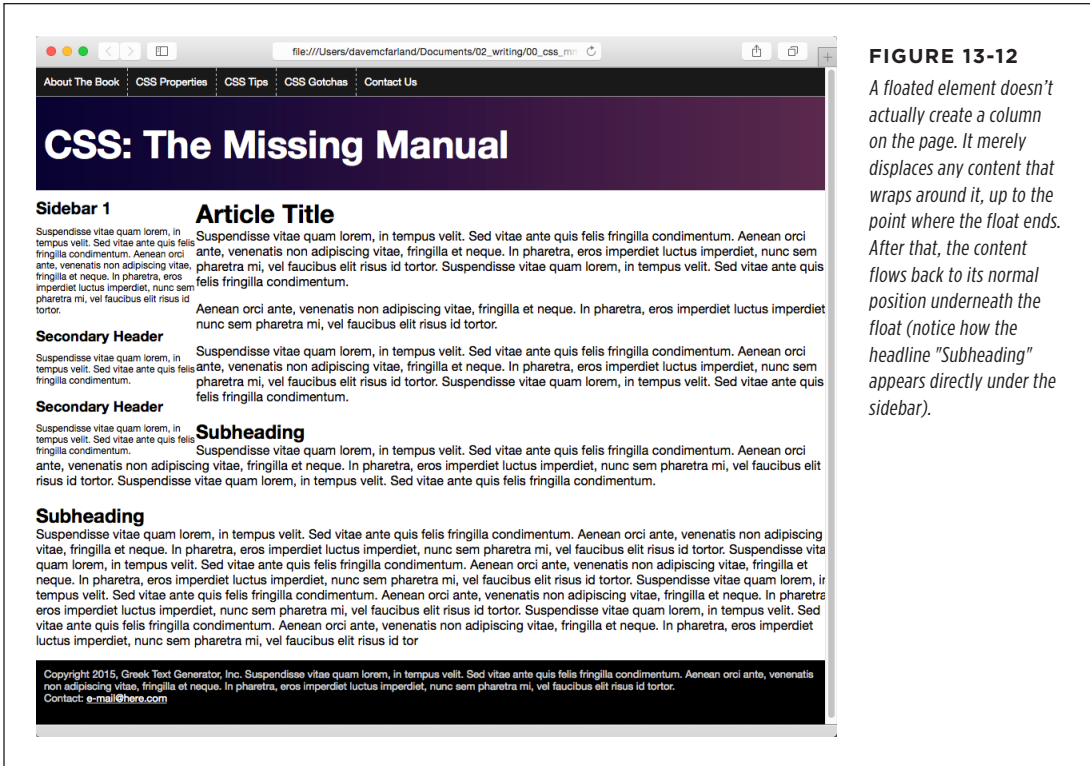 file:///Users/davemcfarland/Documents/02_writing/00_css_mm
About The Book CSS Properties CSS Tips CSS Gotchas Contact Us
CSS: The Missing Manual
Sidebar 1
Suspendisse vitae quam lorem, in
tempus velit. Sed vitae ante quis felis
fringilla condimentum. Aenean orci
ante, venenatis non adipiscing vitae,
fringilla et neque. In pharetra, eros
imperdiet luctus imperdiet, nunc sem
pharetra mi, vel faucibus elit risus id
tortor.
Secondary Header
Suspendisse vitae quam lorem, in
tempus velit. Sed vitae ante quis felis
fringilla condimentum.
Secondary Header
Suspendisse vitae quam lorem, in
tempus velit. Sed vitae ante quis felis
fringilla condimentum.
Article Title
Suspendisse vitae quam lorem, in tempus velit. Sed vitae ante quis felis fringilla condimentum. Aenean orci
ante, venenatis non adipiscing vitae, fringilla et neque. In pharetra, eros imperdiet luctus imperdiet, nunc sem
pharetra mi, vel faucibus elit risus id tortor. Suspendisse vitae quam lorem, in tempus velit. Sed vitae ante quis
felis fringilla condimentum.
Aenean orci ante, venenatis non adipiscing vitae, fringilla et neque. In pharetra, eros imperdiet luctus imperdiet
nunc sem pharetra mi, vel faucibus elit risus id tortor.
Suspendisse vitae quam lorem, in tempus velit. Sed vitae ante quis felis fringilla condimentum. Aenean orci
ante, venenatis non adipiscing vitae, fringilla et neque. In pharetra, eros imperdiet luctus imperdiet, nunc sem
pharetra mi, vel faucibus elit risus id tortor. Suspendisse vitae quam lorem, in tempus velit. Sed vitae ante quis
felis fringilla condimentum.
Subheading
Suspendisse vitae quam lorem, in tempus velit. Sed vitae ante quis felis fringilla condimentum. Aenean orci
ante, venenatis non adipiscing vitae, fringilla et neque. In pharetra, eros imperdiet luctus imperdiet, nunc sem pharetra mi, vel faucibus elit
risus id tortor. Suspendisse vitae quam lorem, in tempus velit. Sed vitae ante quis felis fringilla condimentum.
Subheading
Suspendisse vitae quam lorem, in tempus velit. Sed vitae ante quis felis fringilla condimentum. Aenean orci ante, venenatis non adipiscing
vitae, fringilla et neque. In pharetra, eros imperdiet luctus imperdiet, nunc sem pharetra mi, vel faucibus elit risus id tortor. Suspendisse vita
quam lorem, in tempus velit. Sed vitae ante quis felis fringilla condimentum. Aenean orci ante, venenatis non adipiscing vitae, fringilla et
neque. In pharetra, eros imperdiet luctus imperdiet, nunc sem pharetra mi, vel faucibus elit risus id tortor. Suspendisse vitae quam lorem, ir
tempus velit. Sed vitae ante quis felis fringilla condimentum. Aenean orci ante, venenatis non adipiscing vitae, fringilla et neque. In pharetra
eros imperdiet luctus imperdiet, nunc sem pharetra mi, vel faucibus elit risus id tortor. Suspendisse vitae quam lorem, in tempus velit. Sed
vitae ante quis felis fringilla condimentum. Aenean orci ante, venenatis non adipiscing vitae, fringilla et neque. In pharetra, eros imperdiet
luctus imperdiet, nunc sem pharetra mi, vel faucibus elit risus id tor
Copyright 2015, Greek Text Generator, Inc. Suspendisse vitae quam lorem, in tempus velit. Sed vitae ante quis felis fringilla condimentum. Aenean orci ante, venenatis
non adipiscing vitae, fringilla et neque. In pharetra, eros imperdiet luctus imperdiet, nunc sem pharetra mi, vel faucibus elit risus id tortor.
Contact: e-mail@here.com
FIGURE 13-12
A floated element doesn't
actually create a column
on the page. It merely
displaces any content that
wraps around it, up to the
point where the float ends.
After that, the content
flows back to its normal
position underneath the
float (notice how the
headline "Subheading"
appears directly under the
sidebar).